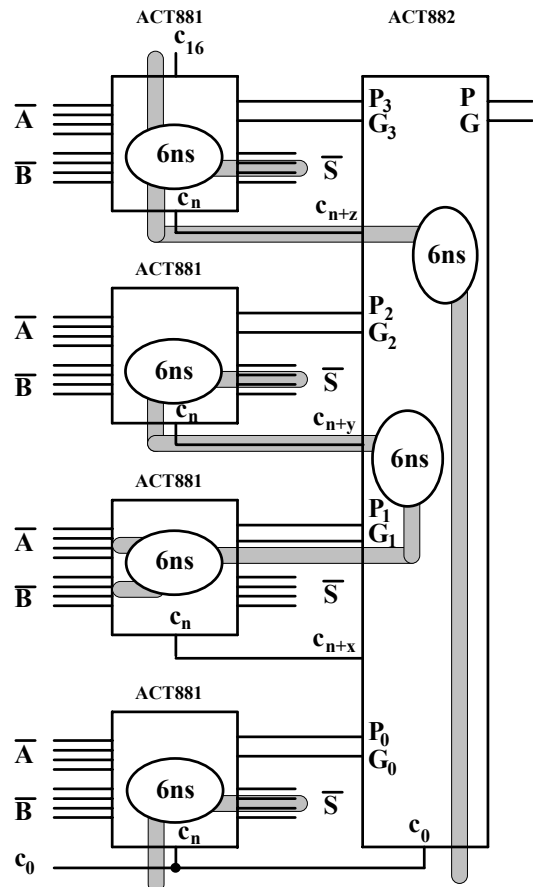 ACT881 ACT882
c16
A P3 P
G3 G
6ns
B S
cn cn+z
6ns
ACT881
A P2
G2
6ns
B S
cn cn+y
6ns
ACT881
P1
A G1
6ns
B S
cn cn+x
ACT881
A P0
G0
6ns
B S
cn c0
c0